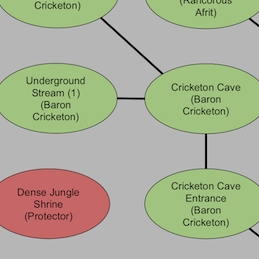 Cricketon)
(Rancorous
Afrit)
Underground
Stream (1)
(Baron
Cricketon)
Cricketon Cave
(Baron
Cricketon)
Dense Jungle
Shrine
(Protector)
Cricketon Cave
Entrance
(Baron
Cricketon)